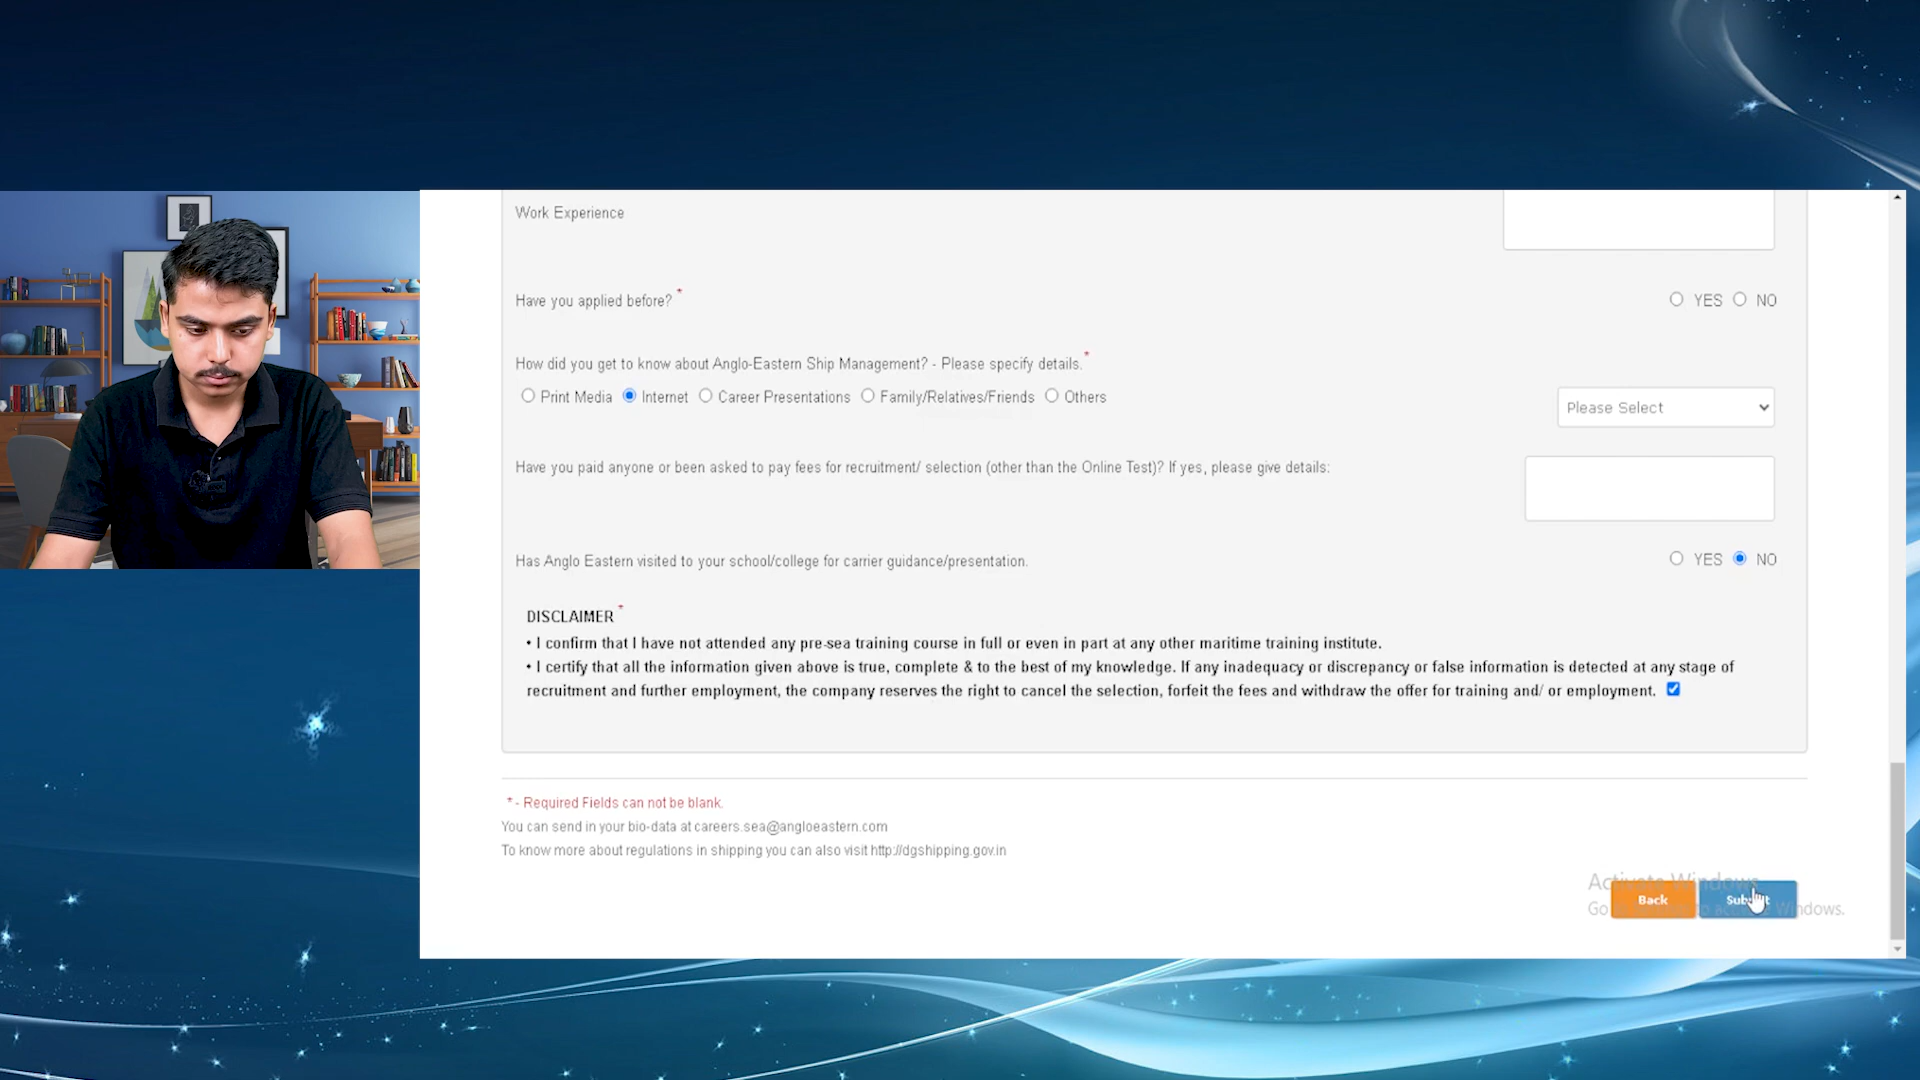 Work Experience
Have you applied before? *
YES NO
How did you get to know about Anglo-Eastern Ship Management? - Please specify details. *
Print Media Internet Career Presentations Family/Relatives/Friends Others
Please Select
Have you paid anyone or been asked to pay fees for recruitment/ selection (other than the Online Test)? If yes, please give details:
Has Anglo Eastern visited to your school/college for carrier guidance/presentation.
YES NO
DISCLAIMER *
• I confirm that I have not attended any pre-sea training course in full or even in part at any other maritime training institute.
• I certify that all the information given above is true, complete & to the best of my knowledge. If any inadequacy or discrepancy or false information is detected at any stage of
recruitment and further employment, the company reserves the right to cancel the selection, forfeit the fees and withdraw the offer for training and/ or employment.
* - Required Fields can not be blank.
You can send in your bio-data at careers.sea@angloeastern.com
To know more about regulations in shipping you can also visit http://dgshipping.gov.in
Activate Windows
Back
Go to activate Windows.